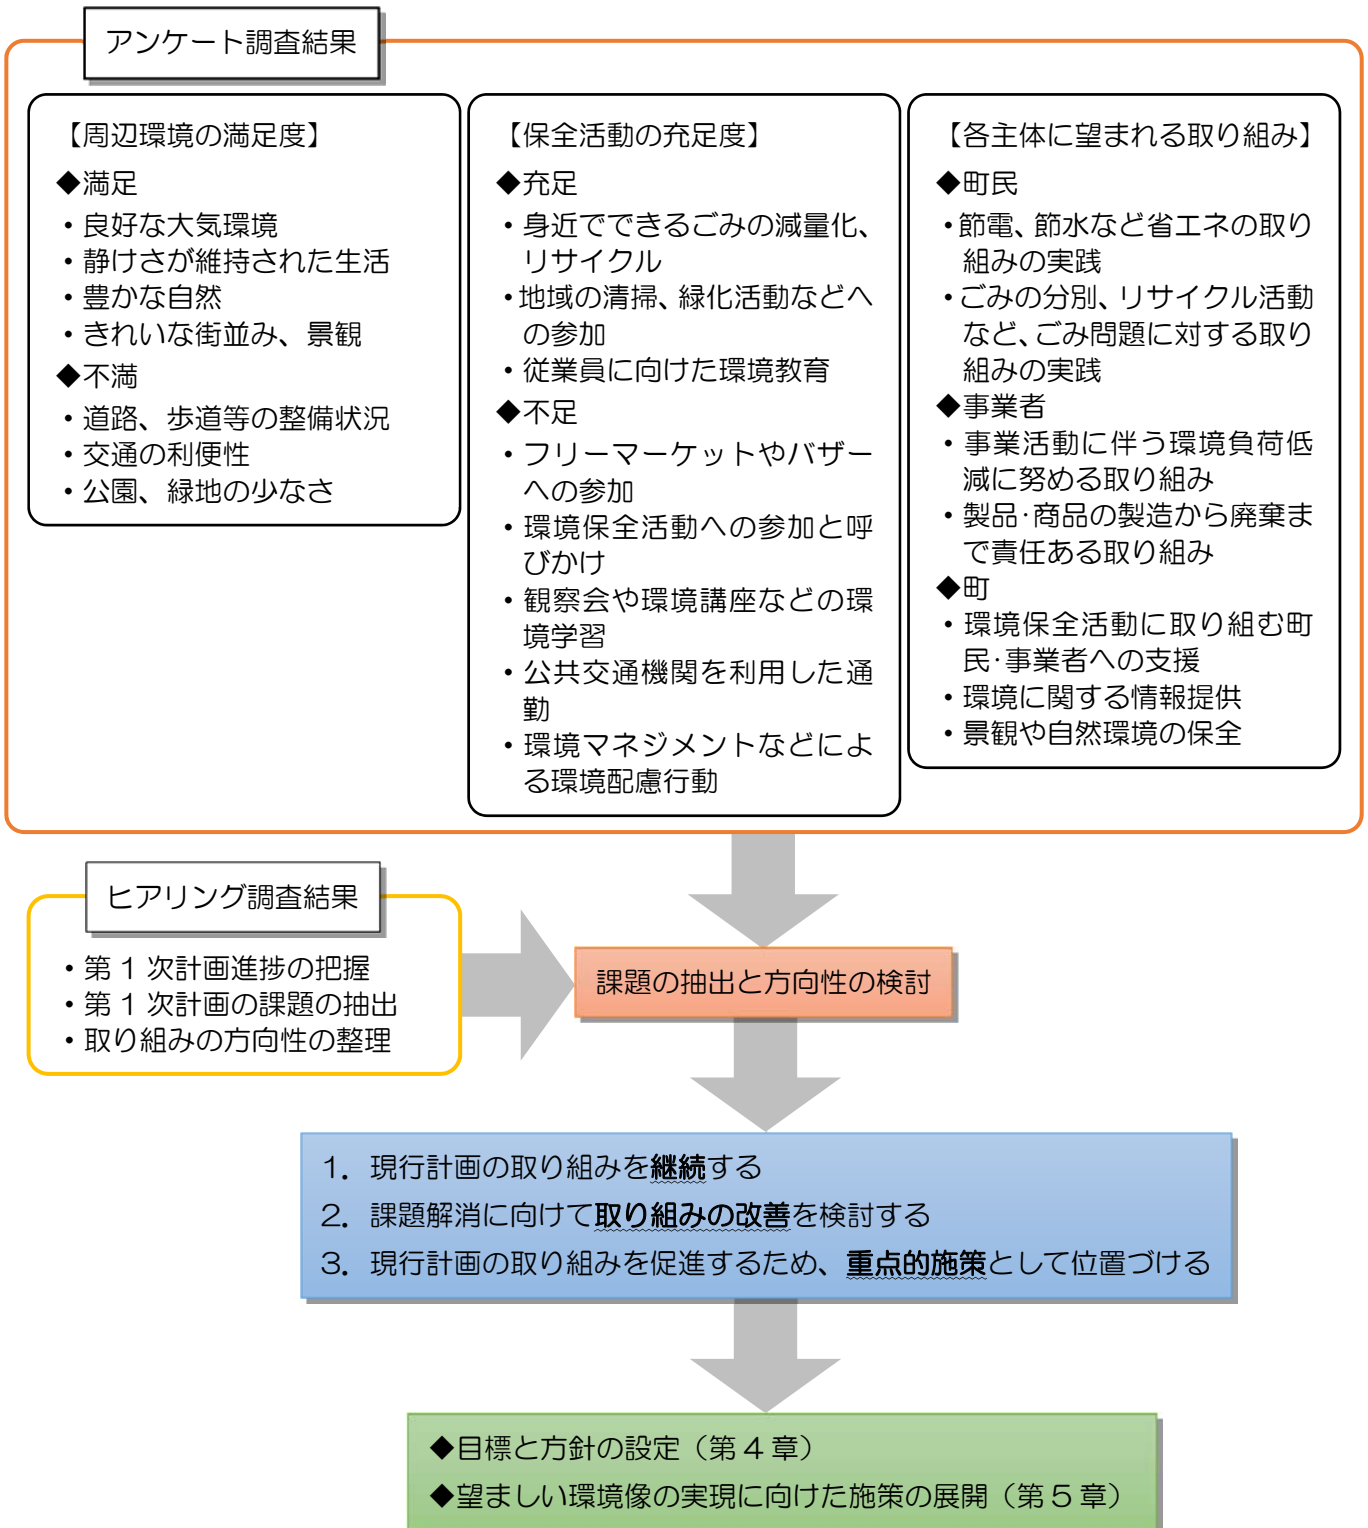 アンケート調査結果
【周辺環境の満足度】
◆満足
・良好な大気環境
・静けさが維持された生活
・豊かな自然
・きれいな街並み、景観
◆不満
・道路、歩道等の整備状況
・交通の利便性
・公園、緑地の少なさ
【保全活動の充足度】
◆充足
・身近でできるごみの減量化、
リサイクル
・地域の清掃、緑化活動などへ
の参加
・従業員に向けた環境教育
◆不足
・フリーマーケットやバザー
への参加
・環境保全活動への参加と呼
びかけ
・観察会や環境講座などの環
境学習
・公共交通機関を利用した通
勤
・環境マネジメントなどによ
る環境配慮行動
【各主体に望まれる取り組み】
◆町民
・節電、節水など省エネの取り
組みの実践
・ごみの分別、リサイクル活動
など、ごみ問題に対する取り
組みの実践
◆事業者
・事業活動に伴う環境負荷低
減に努める取り組み
・製品・商品の製造から廃棄ま
で責任ある取り組み
◆町
・環境保全活動に取り組む町
民・事業者への支援
・環境に関する情報提供
・景観や自然環境の保全
ヒアリング調査結果
・第1次計画進捗の把握
・第1次計画の課題の抽出
・取り組みの方向性の整理
課題の抽出と方向性の検討
1. 現行計画の取り組みを継続する
2. 課題解消に向けて取り組みの改善を検討する
3. 現行計画の取り組みを促進するため、重点的施策として位置づける
◆目標と方針の設定（第4章）
◆望ましい環境像の実現に向けた施策の展開（第5章）